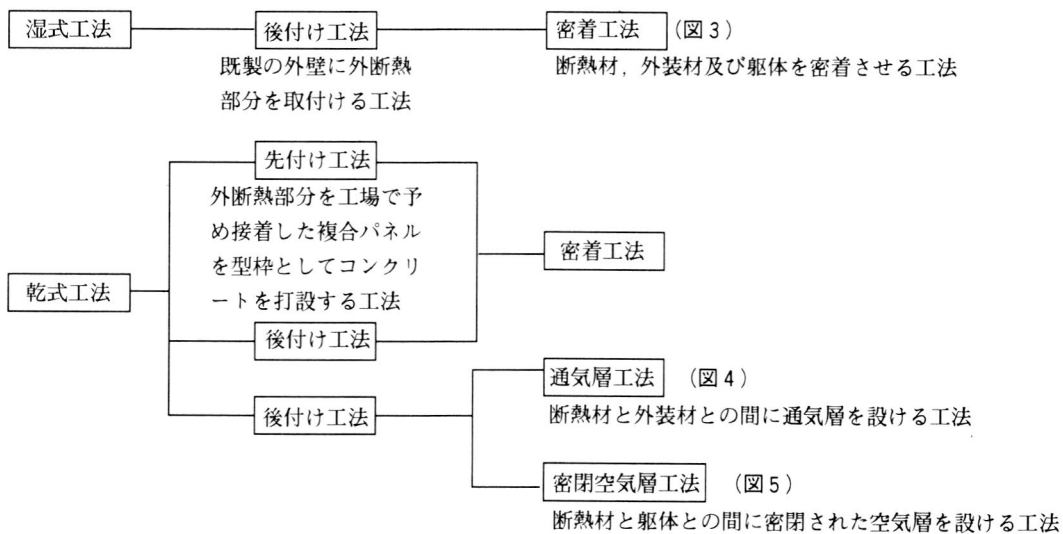 湿式工法
後付け工法
密着工法 (図3)
既製の外壁に外断熱
部分を取付ける工法
断熱材,外装材及び躯体を密着させる工法
先付け工法
外断熱部分を工場で予
め接着した複合パネル
を型枠としてコンクリ
ートを打設する工法
密着工法
乾式工法
後付け工法
後付け工法
通気層工法 (図4)
断熱材と外装材との間に通気層を設ける工法
密閉空気層工法 (図5)
断熱材と躯体との間に密閉された空気層を設ける工法